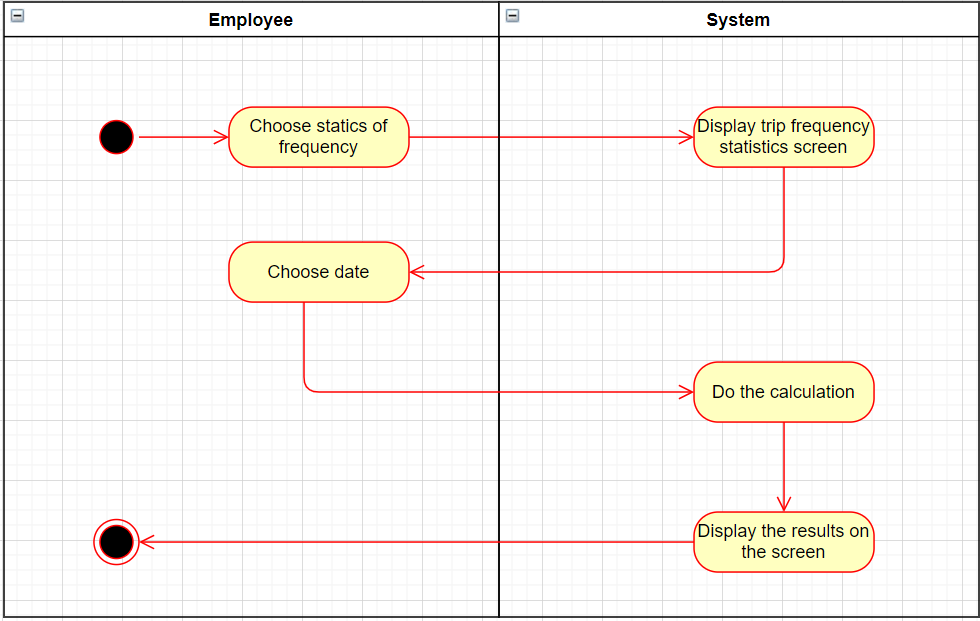 Employee
System
Choose statics of
frequency
Display trip frequency
statistics screen
Choose date
Do the calculation
Display the results on
the screen